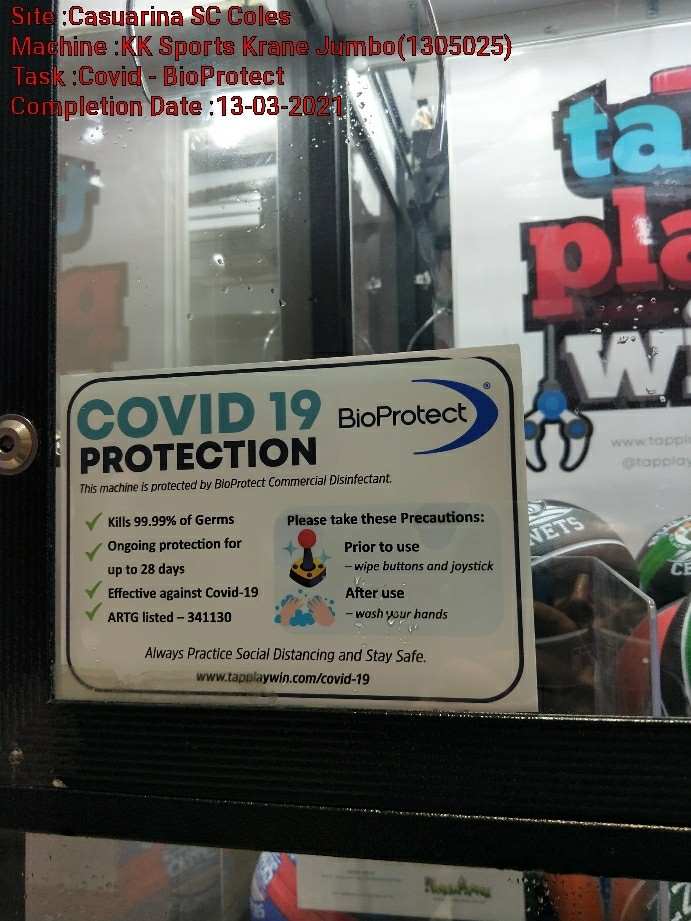 Site :Casuarina SC Coles
Machine :KK Sports Krane Jumbo(1305025)
Task :Covid - BioProtect
Completion Date :13-03-2021
ta
pla
wi
www.tappl
@tapplay
NETS
COVID 19
PROTECTION
BioProtect®
This machine is protected by BioProtect Commercial Disinfectant.
Kills 99.99% of Germs
Ongoing protection for
up to 28 days
Effective against Covid-19
ARTG listed – 341130
Please take these Precautions:
Prior to use
– wipe buttons and joystick
After use
– wash your hands
Always Practice Social Distancing and Stay Safe.
www.tapplaywin.com/covid-19